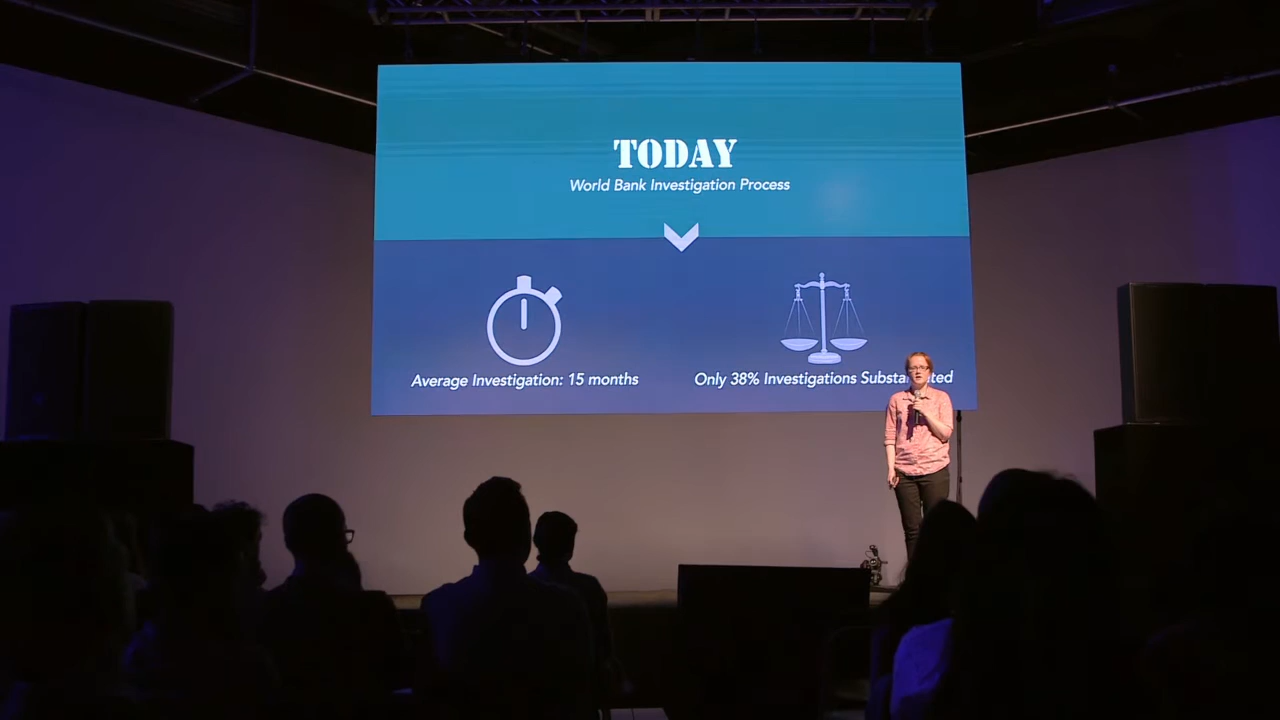 TODAY
World Bank Investigation Process
Average Investigation: 15 months
Only 38% Investigations